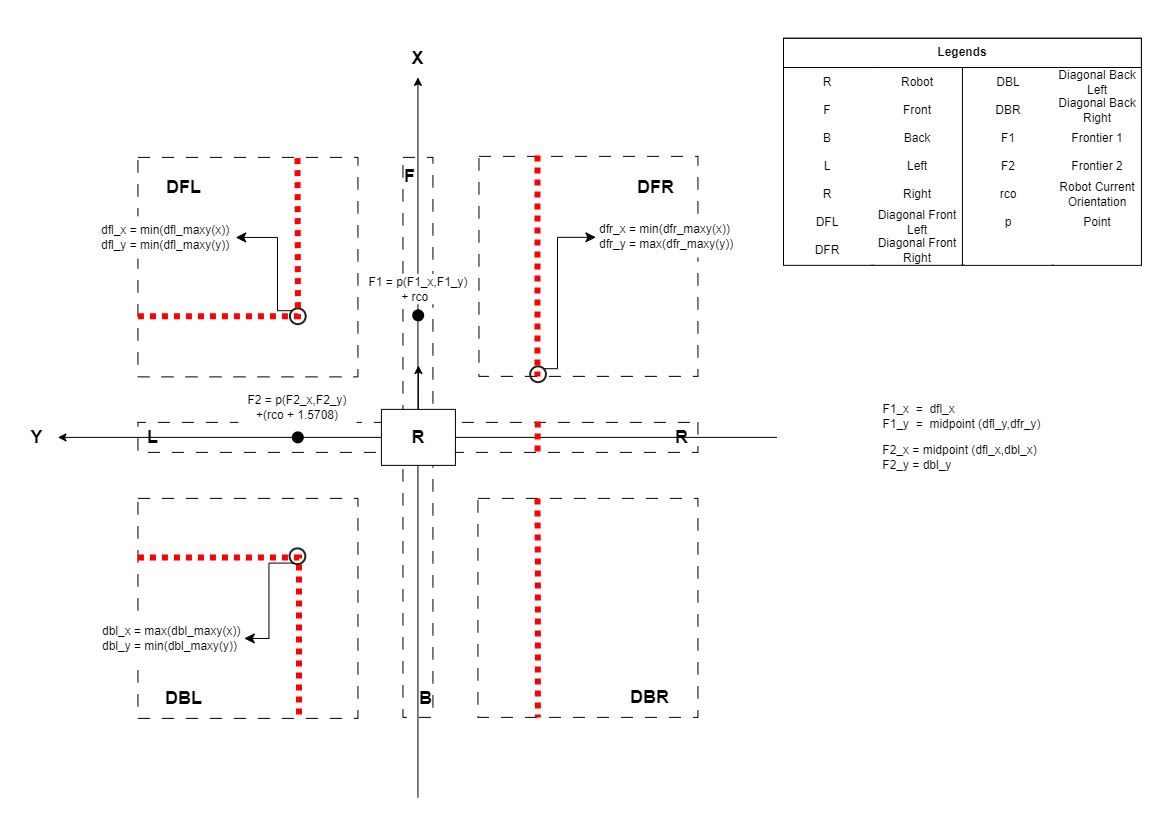 X
Legends
R Robot DBL Diagonal Back
Left
F Front DBR Diagonal Back
Right
B Back F1 Frontier 1
L Left F2 Frontier 2
R Right rco Robot Current
Orientation
DFL Diagonal Front
Left
p Point
DFR Diagonal Front
Right
DFL
F
DFR
dfl_x = min(dfl_maxy(x))
dfl_y = min(dfl_maxy(y))
dfr_x = min(dfr_maxy(x))
dfr_y = max(dfr_maxy(y))
F1 = p(F1_x,F1_y)
+ rco
F2 = p(F2_x,F2_y)
+(rco + 1.5708)
Y
L
R
R
F1_x = dfl_x
F1_y = midpoint (dfl_y,dfr_y)
F2_x = midpoint (dfl_x,dbl_x)
F2_y = dbl_y
dbl_x = max(dbl_maxy(x))
dbl_y = min(dbl_maxy(y))
DBL
B
DBR